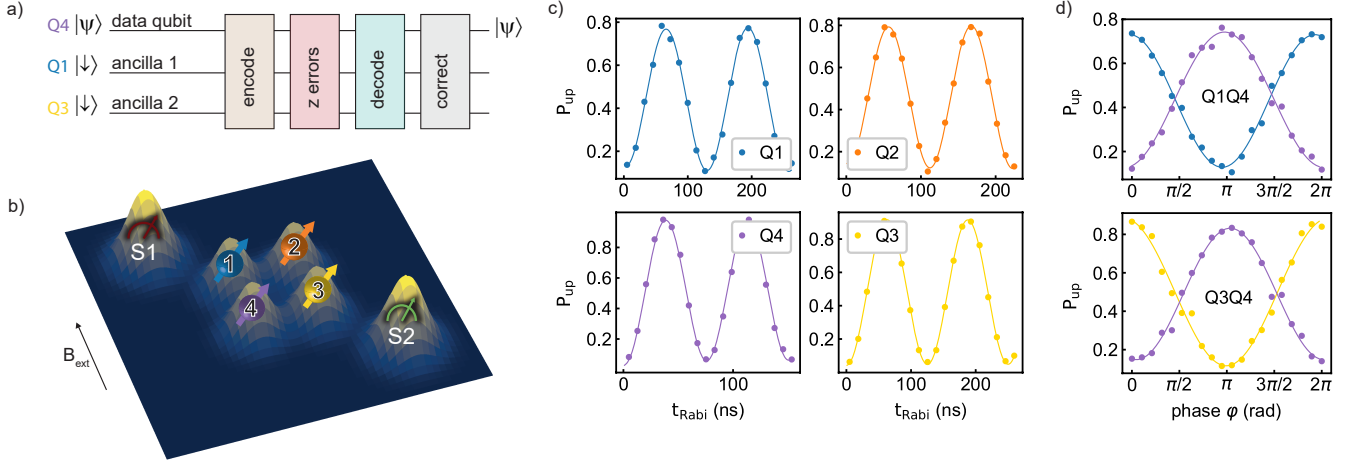 a)
Q4 |ψ⟩ data qubit
Q1 |↓⟩ ancilla 1
Q3 |↓⟩ ancilla 2
encode
z errors
decode
correct
|ψ⟩
b)
S1
1
2
3
4
S2
B_ext
c)
P_up
0.8
0.6
0.4
0.2
0 100 200
Q1
0.8
0.6
0.4
0.2
0 100 200
Q2
P_up
0.8
0.6
0.4
0.2
0 100
t_Rabi (ns)
Q4
0.8
0.6
0.4
0.2
0 100 200
t_Rabi (ns)
Q3
d)
P_up
0.8
0.6
0.4
0.2
0 π/2 π 3π/2 2π
Q1Q4
P_up
0.8
0.6
0.4
0.2
0 π/2 π 3π/2 2π
Q3Q4
phase φ (rad)